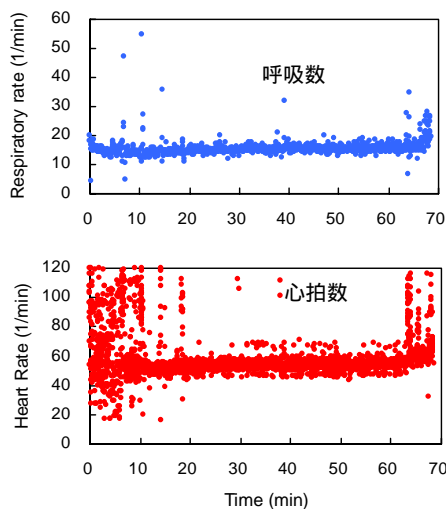 Respiratory rate (1/min)
60
50
40
30
20
10
0
呼吸数
0 10 20 30 40 50 60 70
Heart Rate (1/min)
120
100
80
60
40
20
0
心拍数
0 10 20 30 40 50 60 70
Time (min)